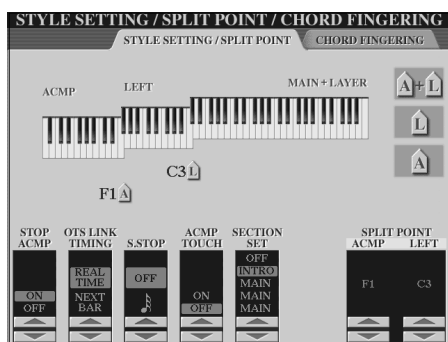 STYLE SETTING / SPLIT POINT / CHORD FINGERING
STYLE SETTING / SPLIT POINT
CHORD FINGERING
ACMP
LEFT
MAIN + LAYER
A + L
L
A
C3 L
F1 A
STOP ACMP
ON
OFF
OTS LINK TIMING
REAL TIME
NEXT BAR
S.STOP
OFF
ACMP TOUCH
ON
OFF
SECTION SET
OFF
INTRO
MAIN
MAIN
MAIN
SPLIT POINT
ACMP LEFT
F1 C3